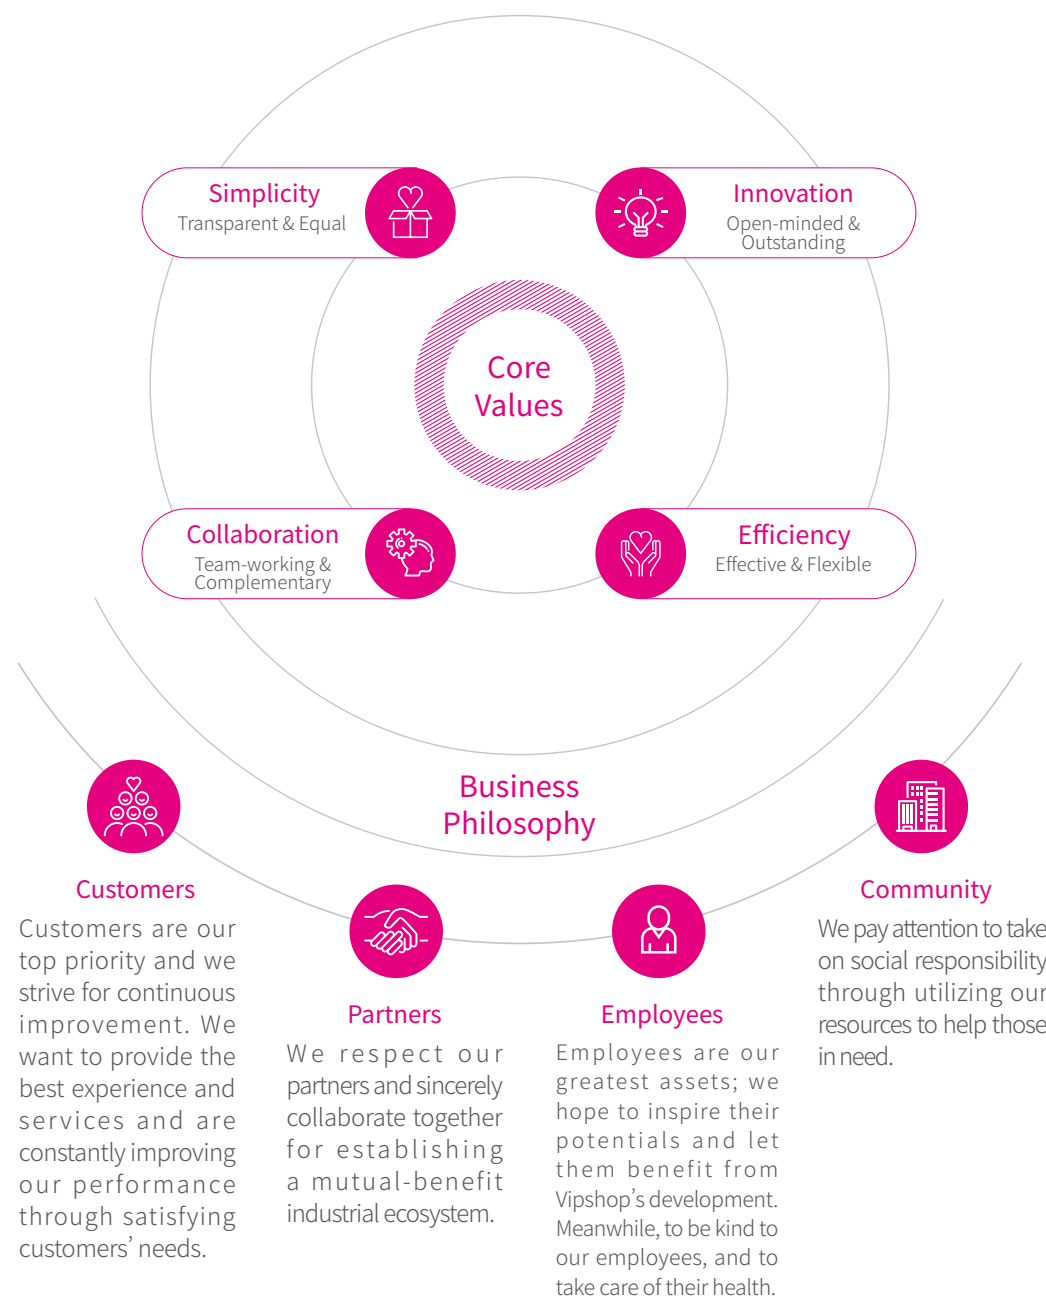 Simplicity
Transparent & Equal
Innovation
Open-minded &
Outstanding
Core
Values
Collaboration
Team-working &
Complementary
Efficiency
Effective & Flexible
Business
Philosophy
Customers
Customers are our
top priority and we
strive for continuous
improvement. We
want to provide the
best experience and
services and are
constantly improving
our performance
through satisfying
customers’ needs.
Partners
We respect our
partners and sincerely
collaborate together
for establishing
a mutual-benefit
industrial ecosystem.
Employees
Employees are our
greatest assets; we
hope to inspire their
potentials and let
them benefit from
Vipshop’s development.
Meanwhile, to be kind to
our employees, and to
take care of their health.
Community
We pay attention to take
on social responsibility
through utilizing our
resources to help those
in need.